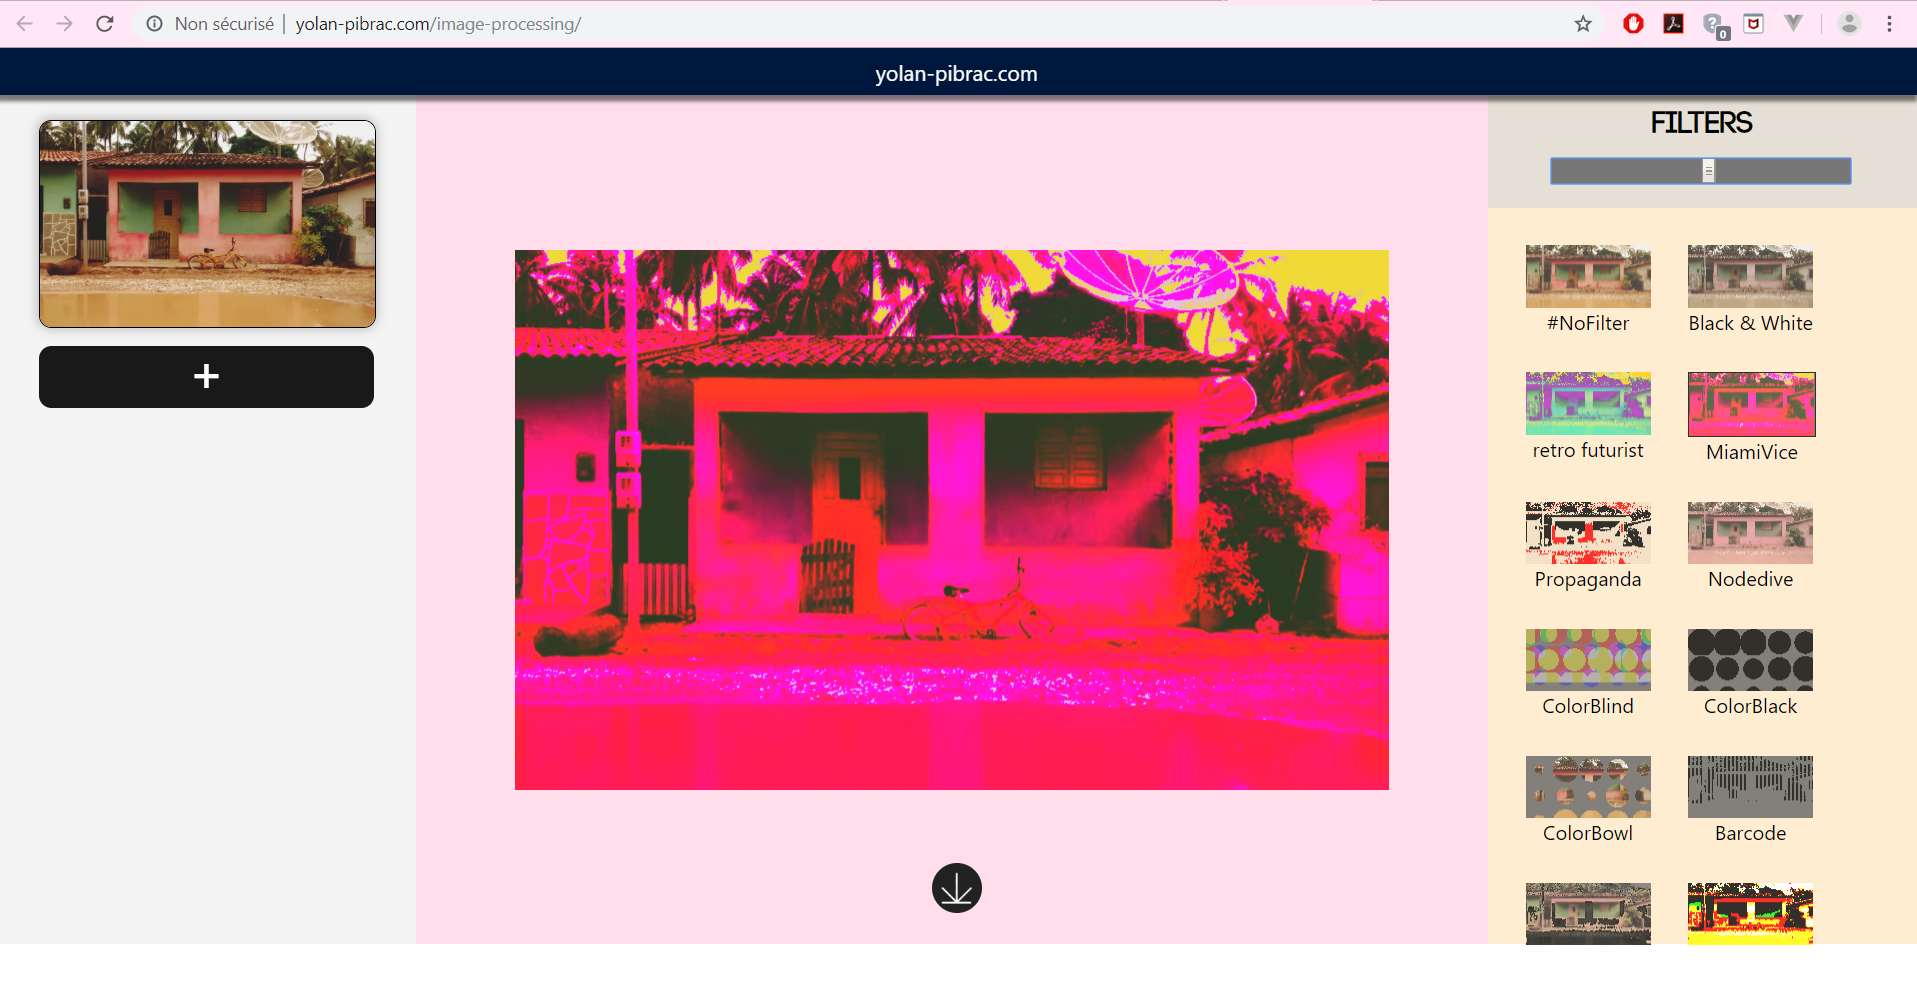 Non sécurisé | yolan-pibrac.com/image-processing/
0
yolan-pibrac.com
FILTERS
#NoFilter
Black & White
retro futurist
MiamiVice
Propaganda
Nodedive
ColorBlind
ColorBlack
ColorBowl
Barcode